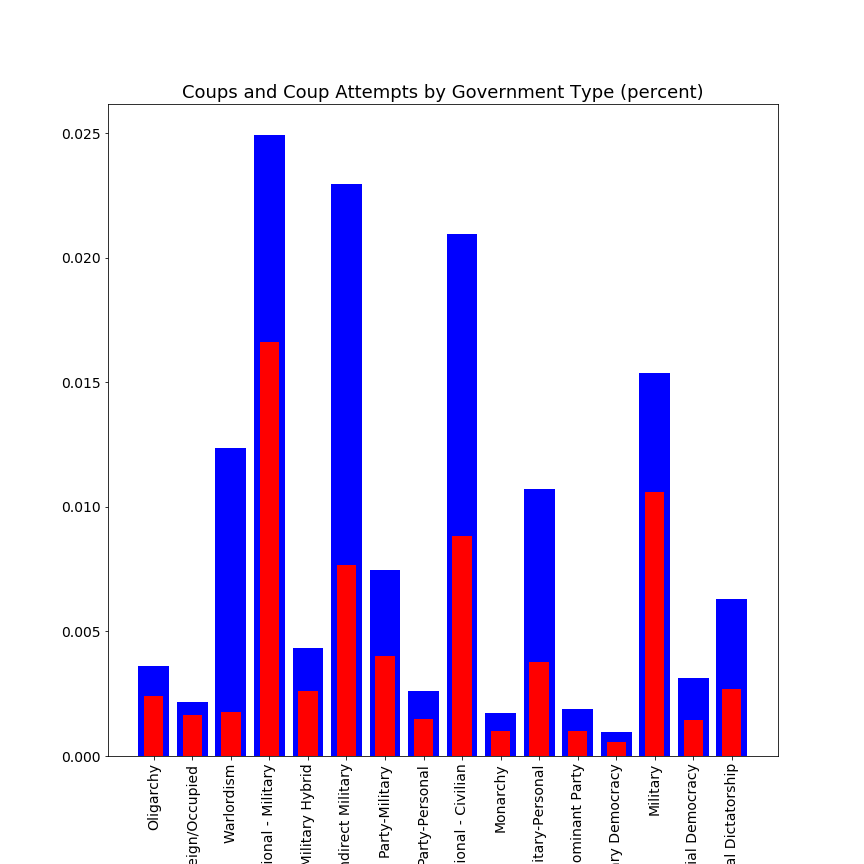 Coups and Coup Attempts by Government Type (percent)
0.025
0.020
0.015
0.010
0.005
0.000
Oligarchy
eign/Occupied
Warlordism
ional - Military
Military Hybrid
ndirect Military
Party-Military
Party-Personal
ional - Civilian
Monarchy
itary-Personal
ominant Party
ry Democracy
Military
ial Democracy
al Dictatorship